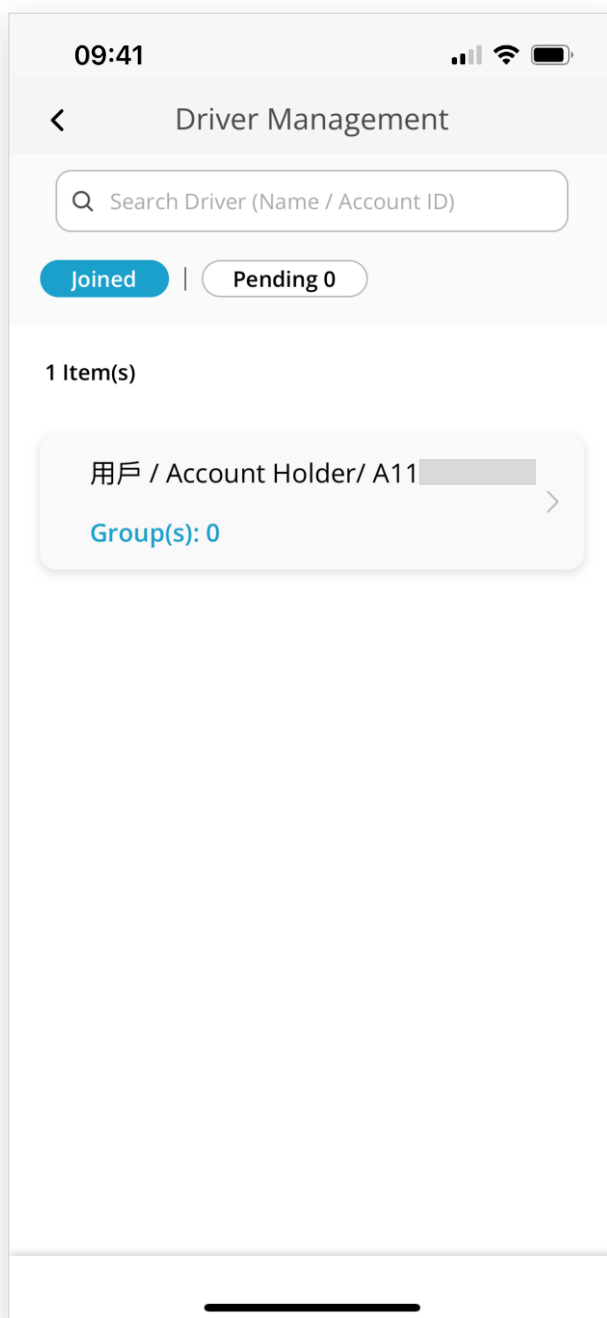 09:41
Driver Management
Search Driver (Name / Account ID)
Joined | Pending 0
1 Item(s)
用戶 / Account Holder/ A11
Group(s): 0